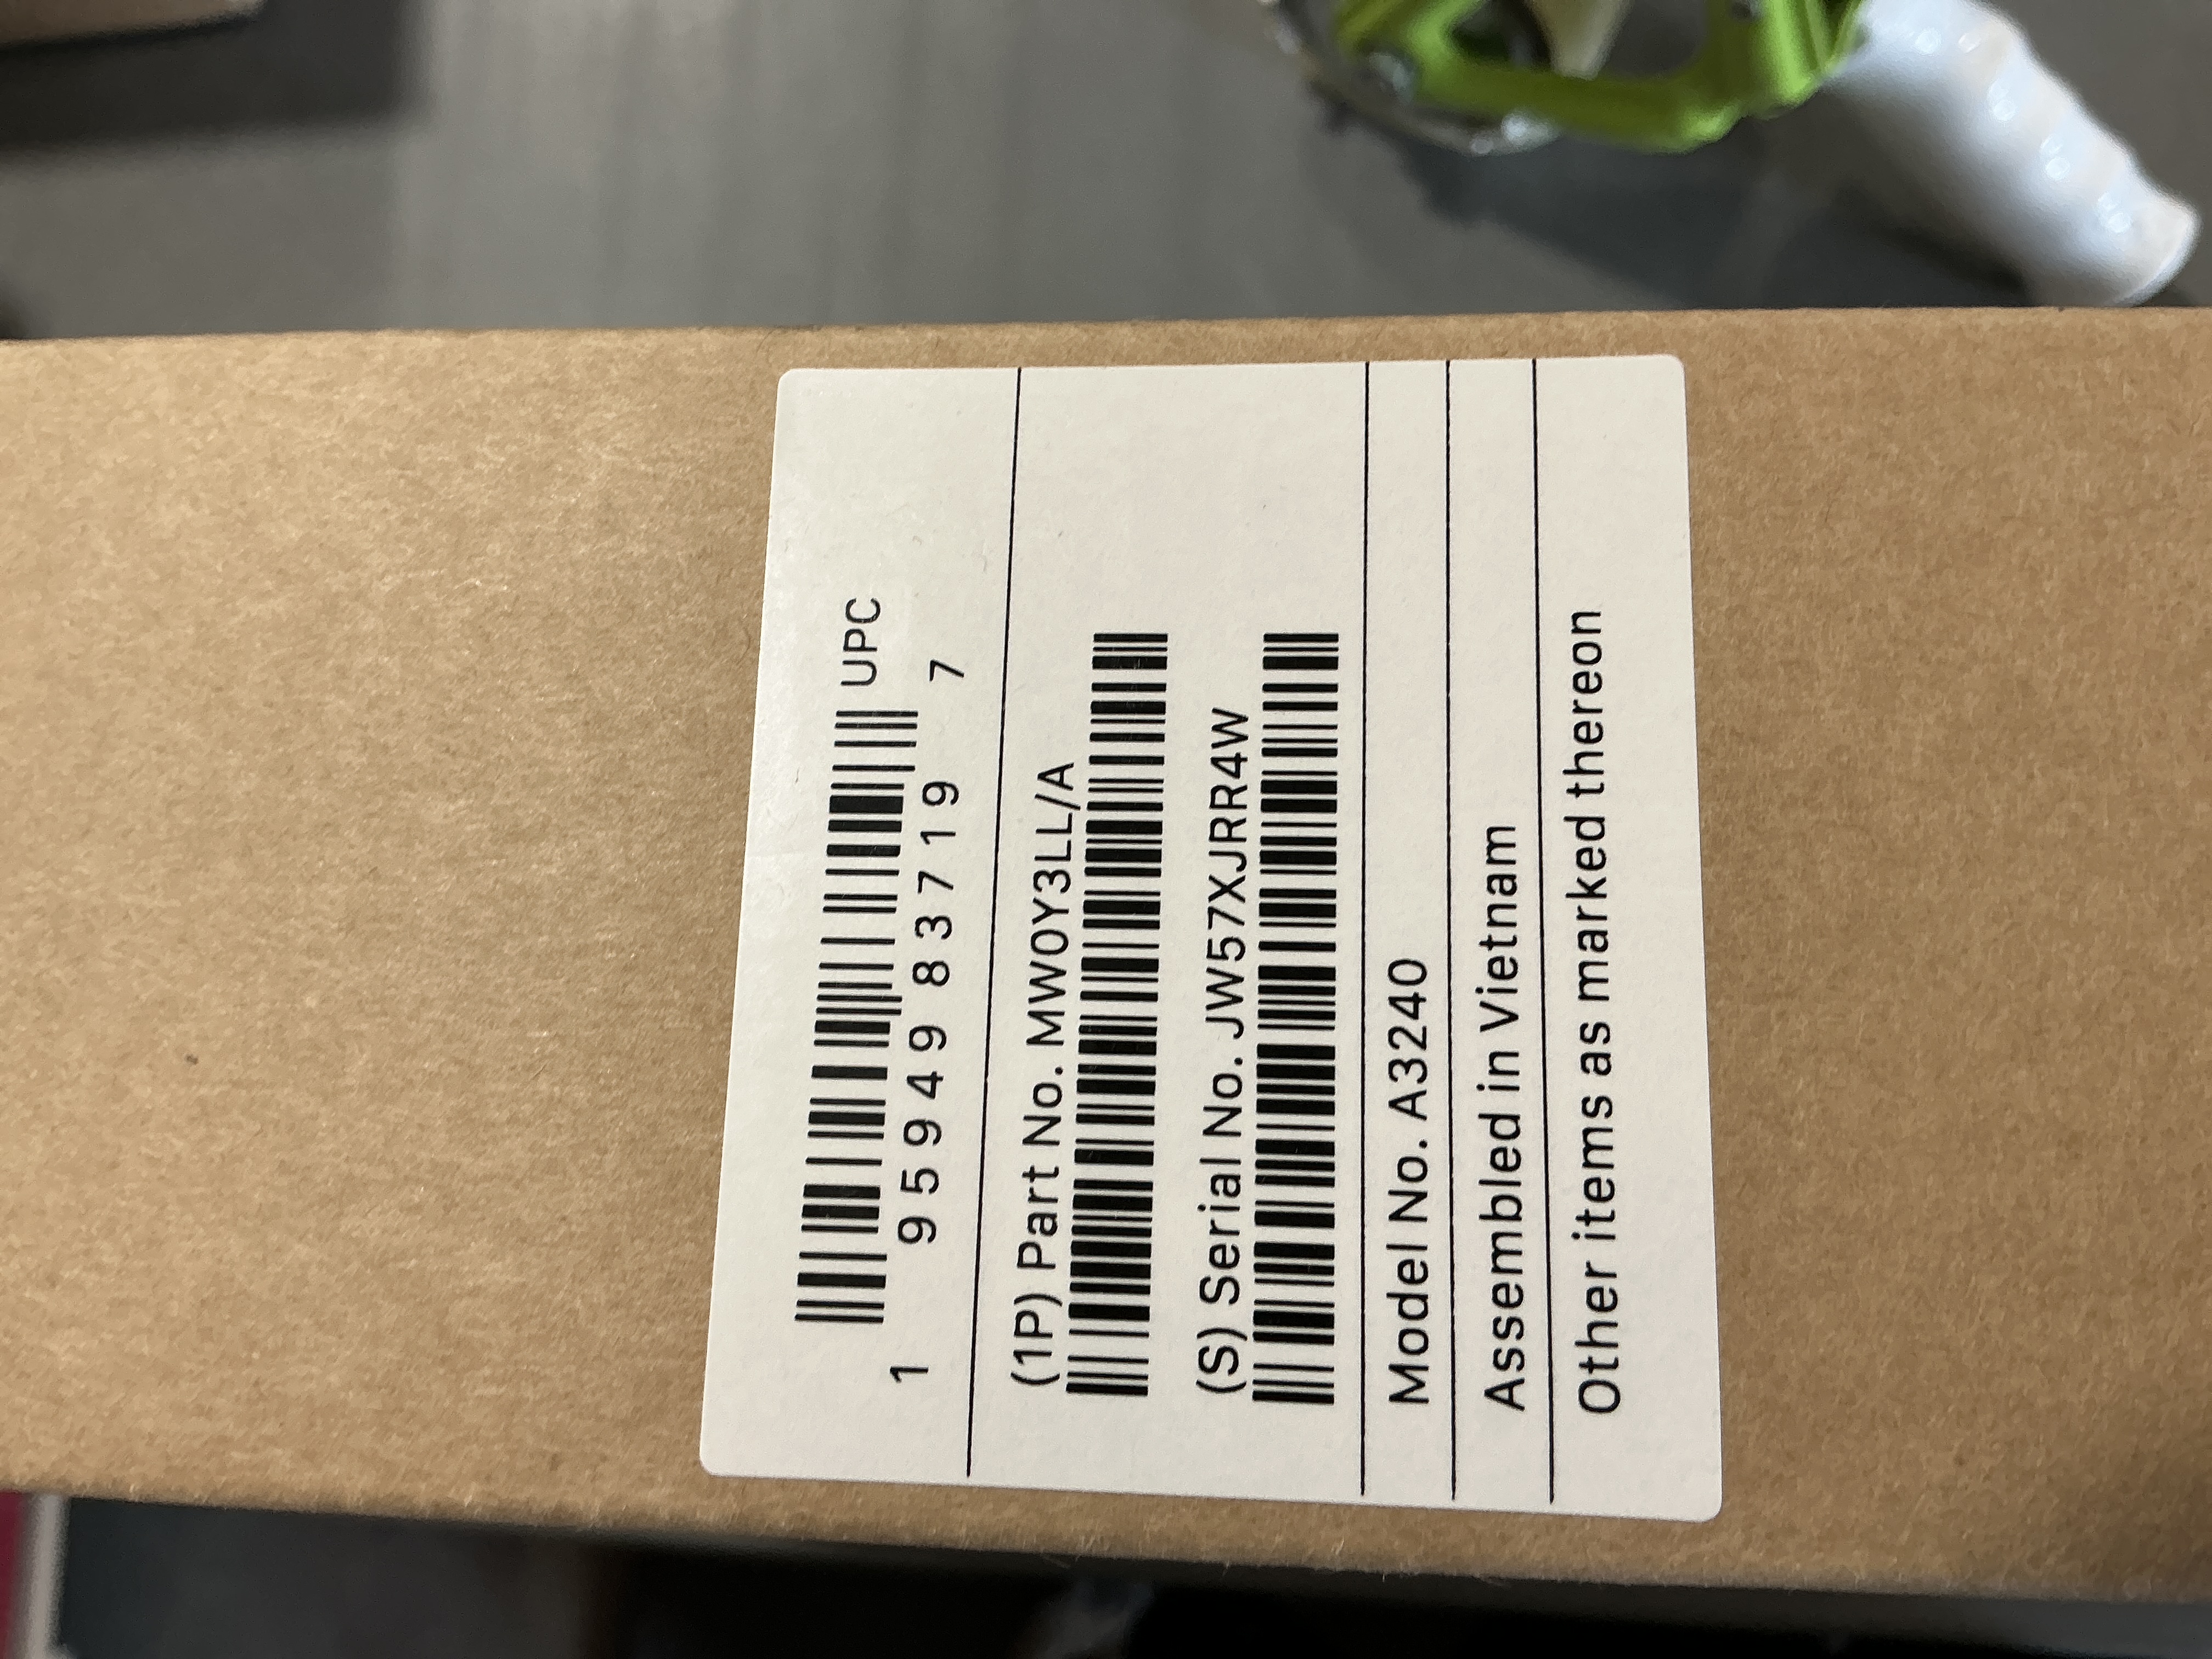 UPC
1 95949 83719 7
(1P) Part No. MW0Y3LL/A
(S) Serial No. JW57XJRR4W
Model No. A3240
Assembled in Vietnam
Other items as marked thereon